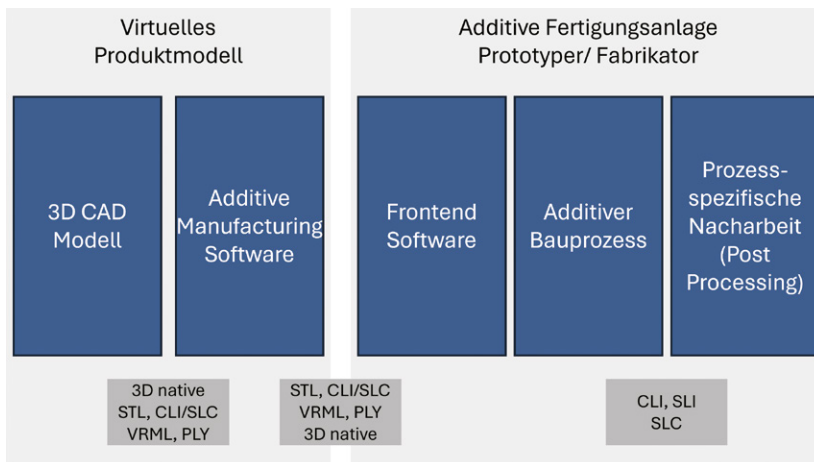 Virtuelles
Produktmodell
Additive Fertigungsanlage
Prototyper/ Fabrikator
3D CAD
Modell
Additive
Manufacturing
Software
Frontend
Software
Additiver
Bauprozess
Prozess-
spezifische
Nacharbeit
(Post
Processing)
3D native
STL, CLI/SLC
VRML, PLY
STL, CLI/SLC
VRML, PLY
3D native
CLI, SLI
SLC